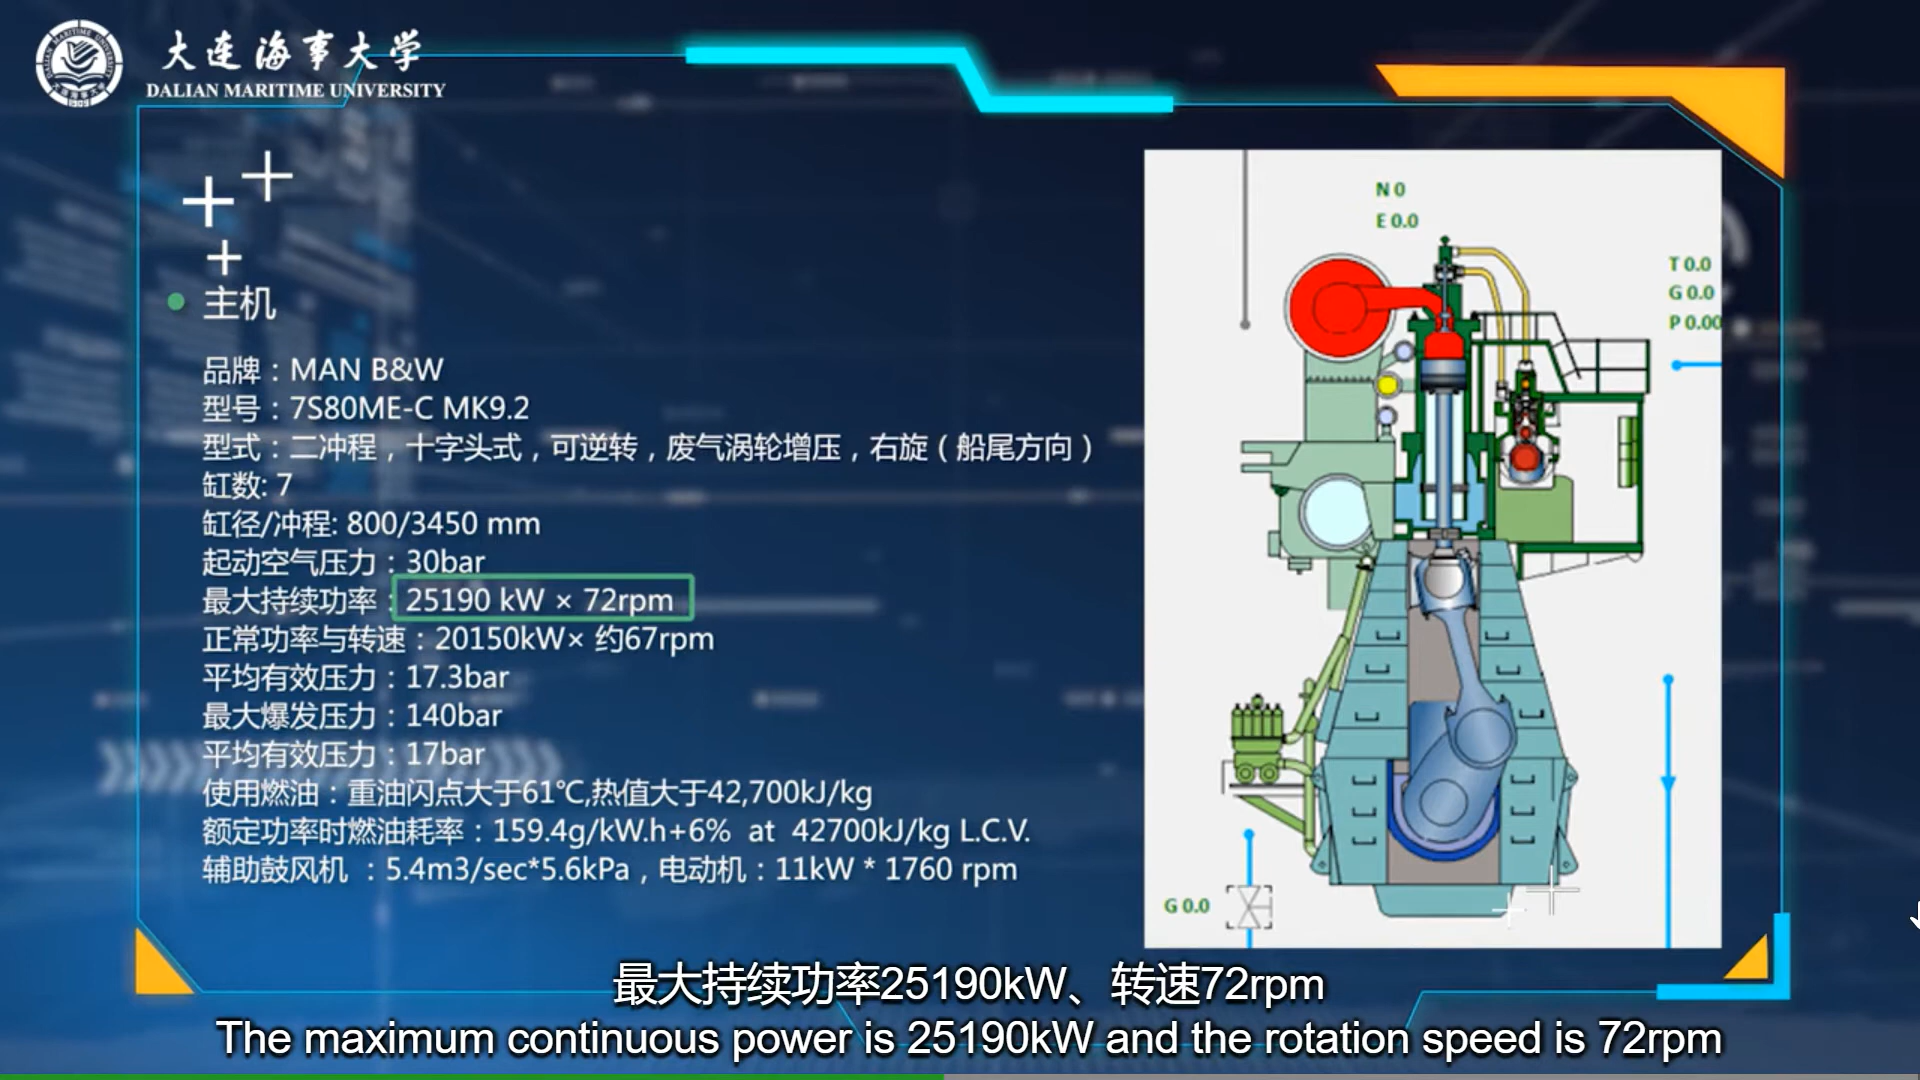 大连海事大学
DALIAN MARITIME UNIVERSITY
主机
品牌：MAN B&W
型号：7S80ME-C MK9.2
型式：二冲程，十字头式，可逆转，废气涡轮增压，右旋（船尾方向）
缸数: 7
缸径/冲程: 800/3450 mm
起动空气压力：30bar
最大持续功率：25190 kW × 72rpm
正常功率与转速：20150kW× 约67rpm
平均有效压力：17.3bar
最大爆发压力：140bar
平均有效压力：17bar
使用燃油：重油闪点大于61℃,热值大于42,700kJ/kg
额定功率时燃油耗率：159.4g/kW.h+6% at 42700kJ/kg L.C.V.
辅助鼓风机 ：5.4m3/sec*5.6kPa，电动机：11kW * 1760 rpm
N 0
E 0.0
T 0.0
G 0.0
P 0.00
G 0.0
最大持续功率25190kW、转速72rpm
The maximum continuous power is 25190kW and the rotation speed is 72rpm